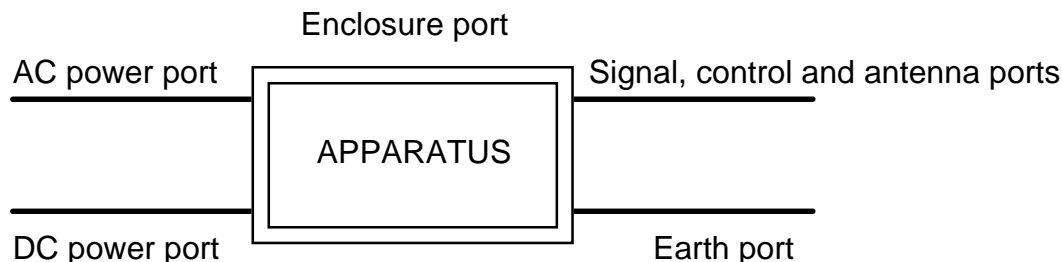 Enclosure port
AC power port
Signal, control and antenna ports
APPARATUS
DC power port
Earth port